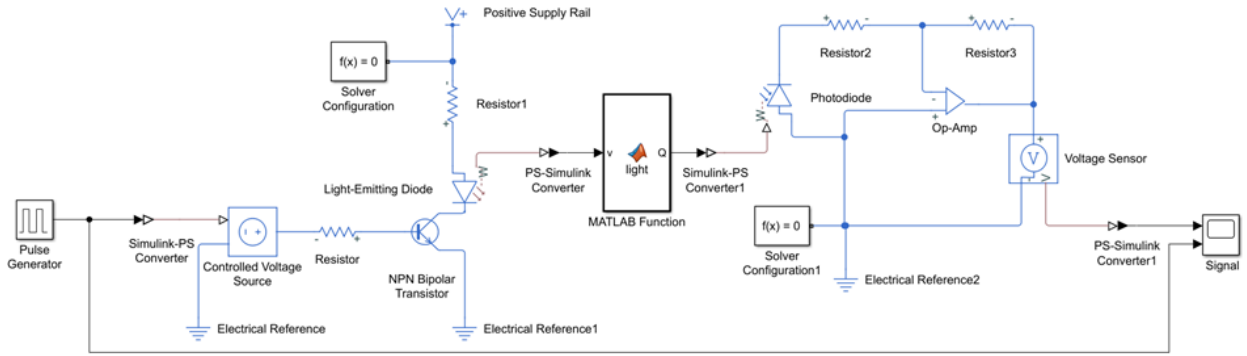 Positive Supply Rail
V+
f(x) = 0
Solver
Configuration
-
+
Resistor1
Light-Emitting Diode
W
PS-Simulink
Converter
v
light
Q
MATLAB Function
Simulink-PS
Converter1
W
Photodiode
+
-
Resistor2
+
-
Resistor3
-
+
Op-Amp
+
V
-
V
Voltage Sensor
Pulse
Generator
Simulink-PS
Converter
-
+
Controlled Voltage
Source
-
+
Resistor
NPN Bipolar
Transistor
Electrical Reference
Electrical Reference1
f(x) = 0
Solver
Configuration1
Electrical Reference2
PS-Simulink
Converter1
Signal